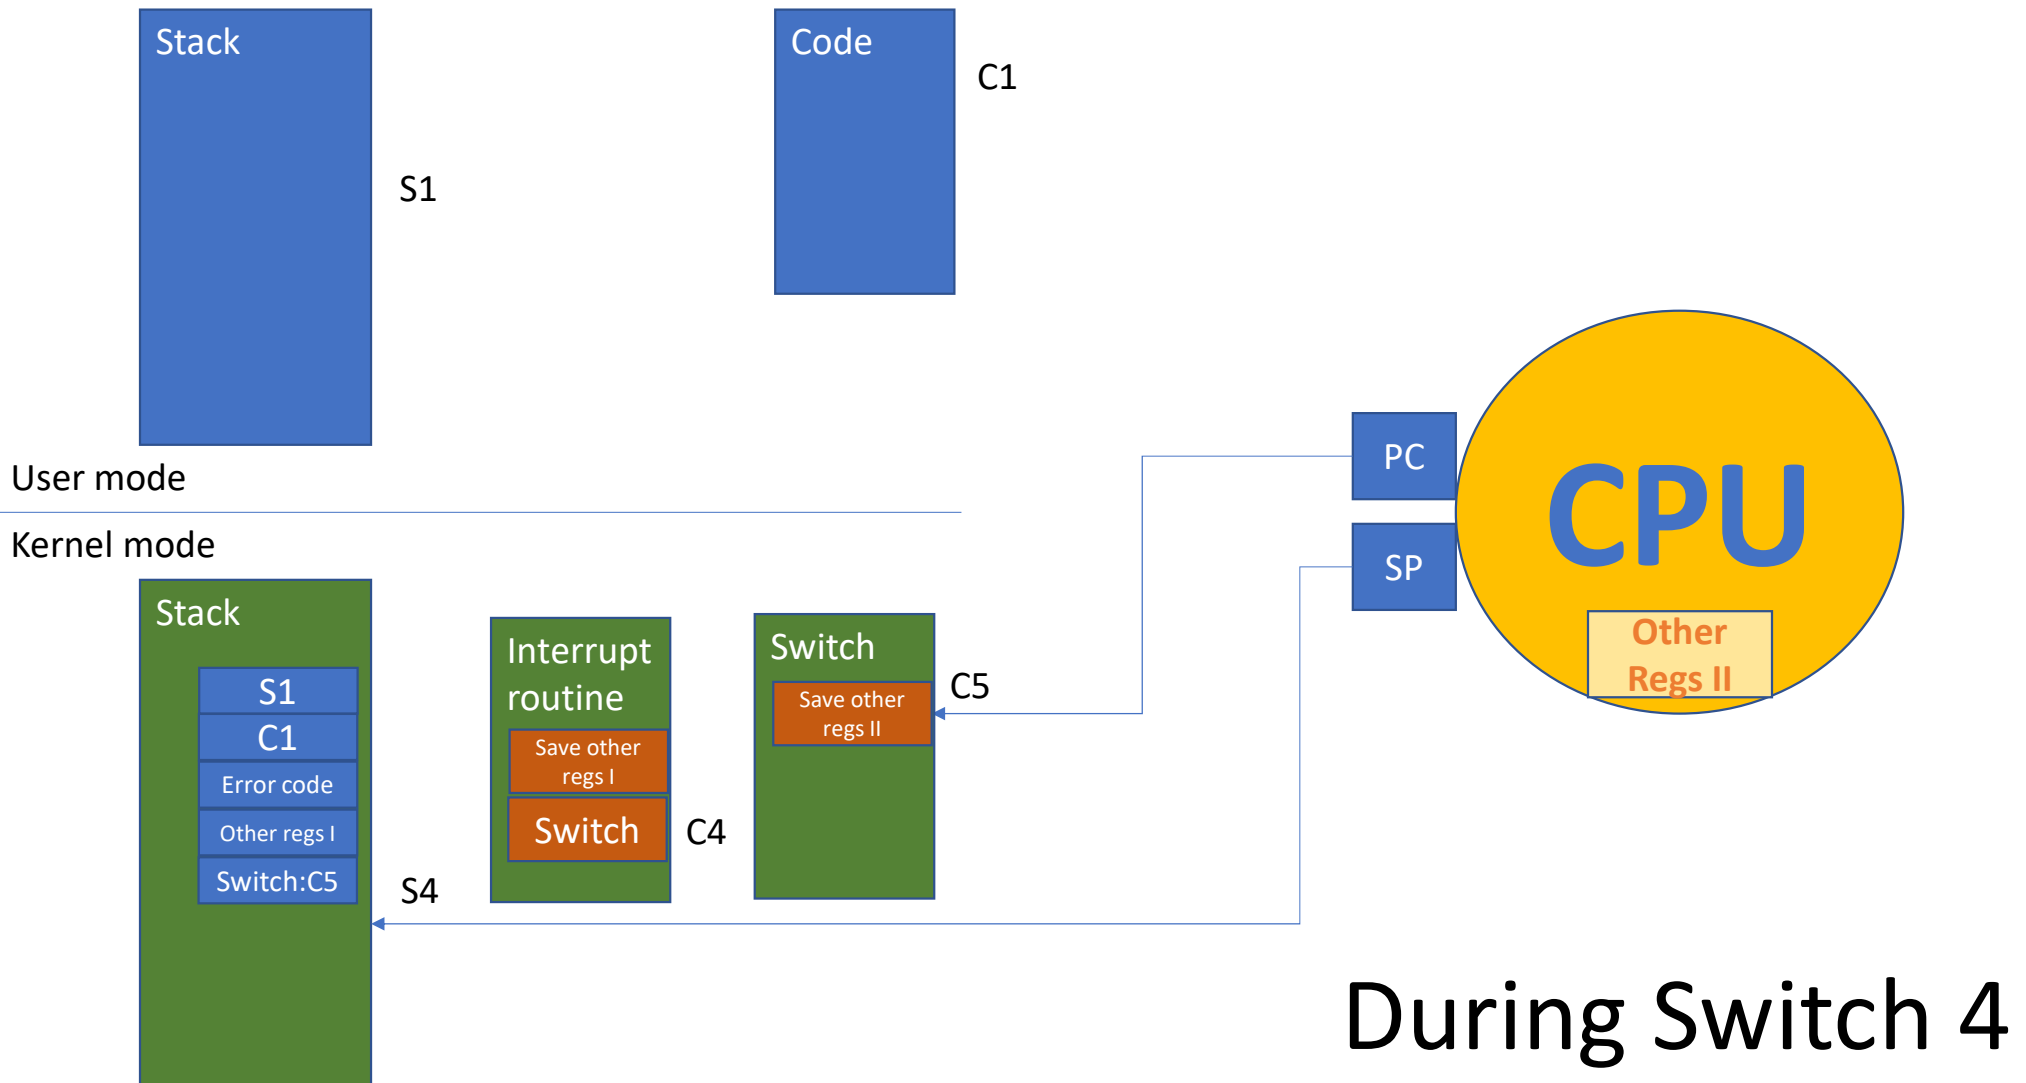 Stack
S1
Code
C1
User mode
Kernel mode
Stack
S1
C1
Error code
Other regs I
Switch:C5
S4
Interrupt
routine
Save other
regs I
Switch
C4
Switch
Save other
regs II
C5
PC
SP
CPU
Other
Regs II
During Switch 4